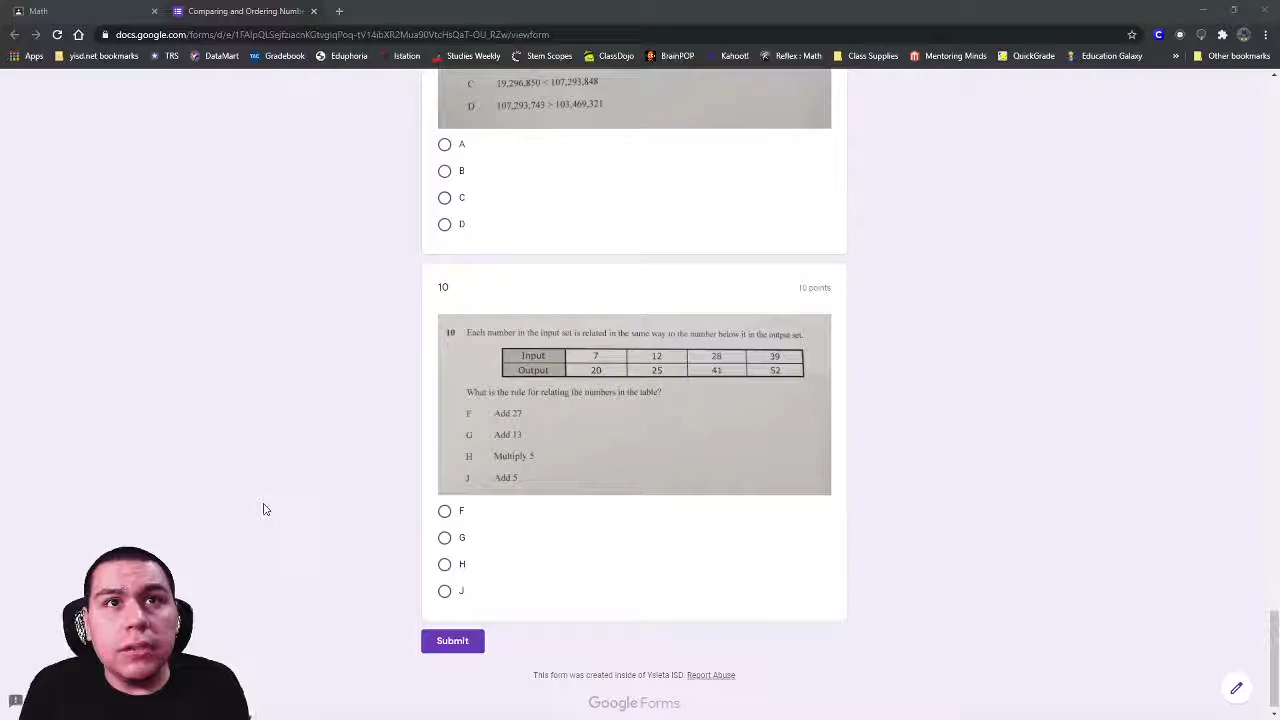 Math
Comparing and Ordering Numb
docs.google.com/forms/d/e/
/viewform
Apps
yisd.net bookmarks
TRS
DataMart
Gradebook
Eduphoria
Istation
Studies Weekly
Stem Scopes
ClassDojo
BrainPOP
Kahoot!
Reflex : Math
Class Supplies
Mentoring Minds
QuickGrade
Education Galaxy
»
Other bookmarks
C 19,296,850 < 107,293,848
D 107,293,743 > 103,469,321
A
B
C
D
10
10 points
10 Each number in the input set is related in the same way to the number below it in the output set.
Input 7 12 28 39
Output 20 25 41 52
What is the rule for relating the numbers in the table?
F Add 27
G Add 13
H Multiply 5
J Add 5
F
G
H
J
Submit
This form was created inside of Ysleta ISD. Report Abuse
Google Forms